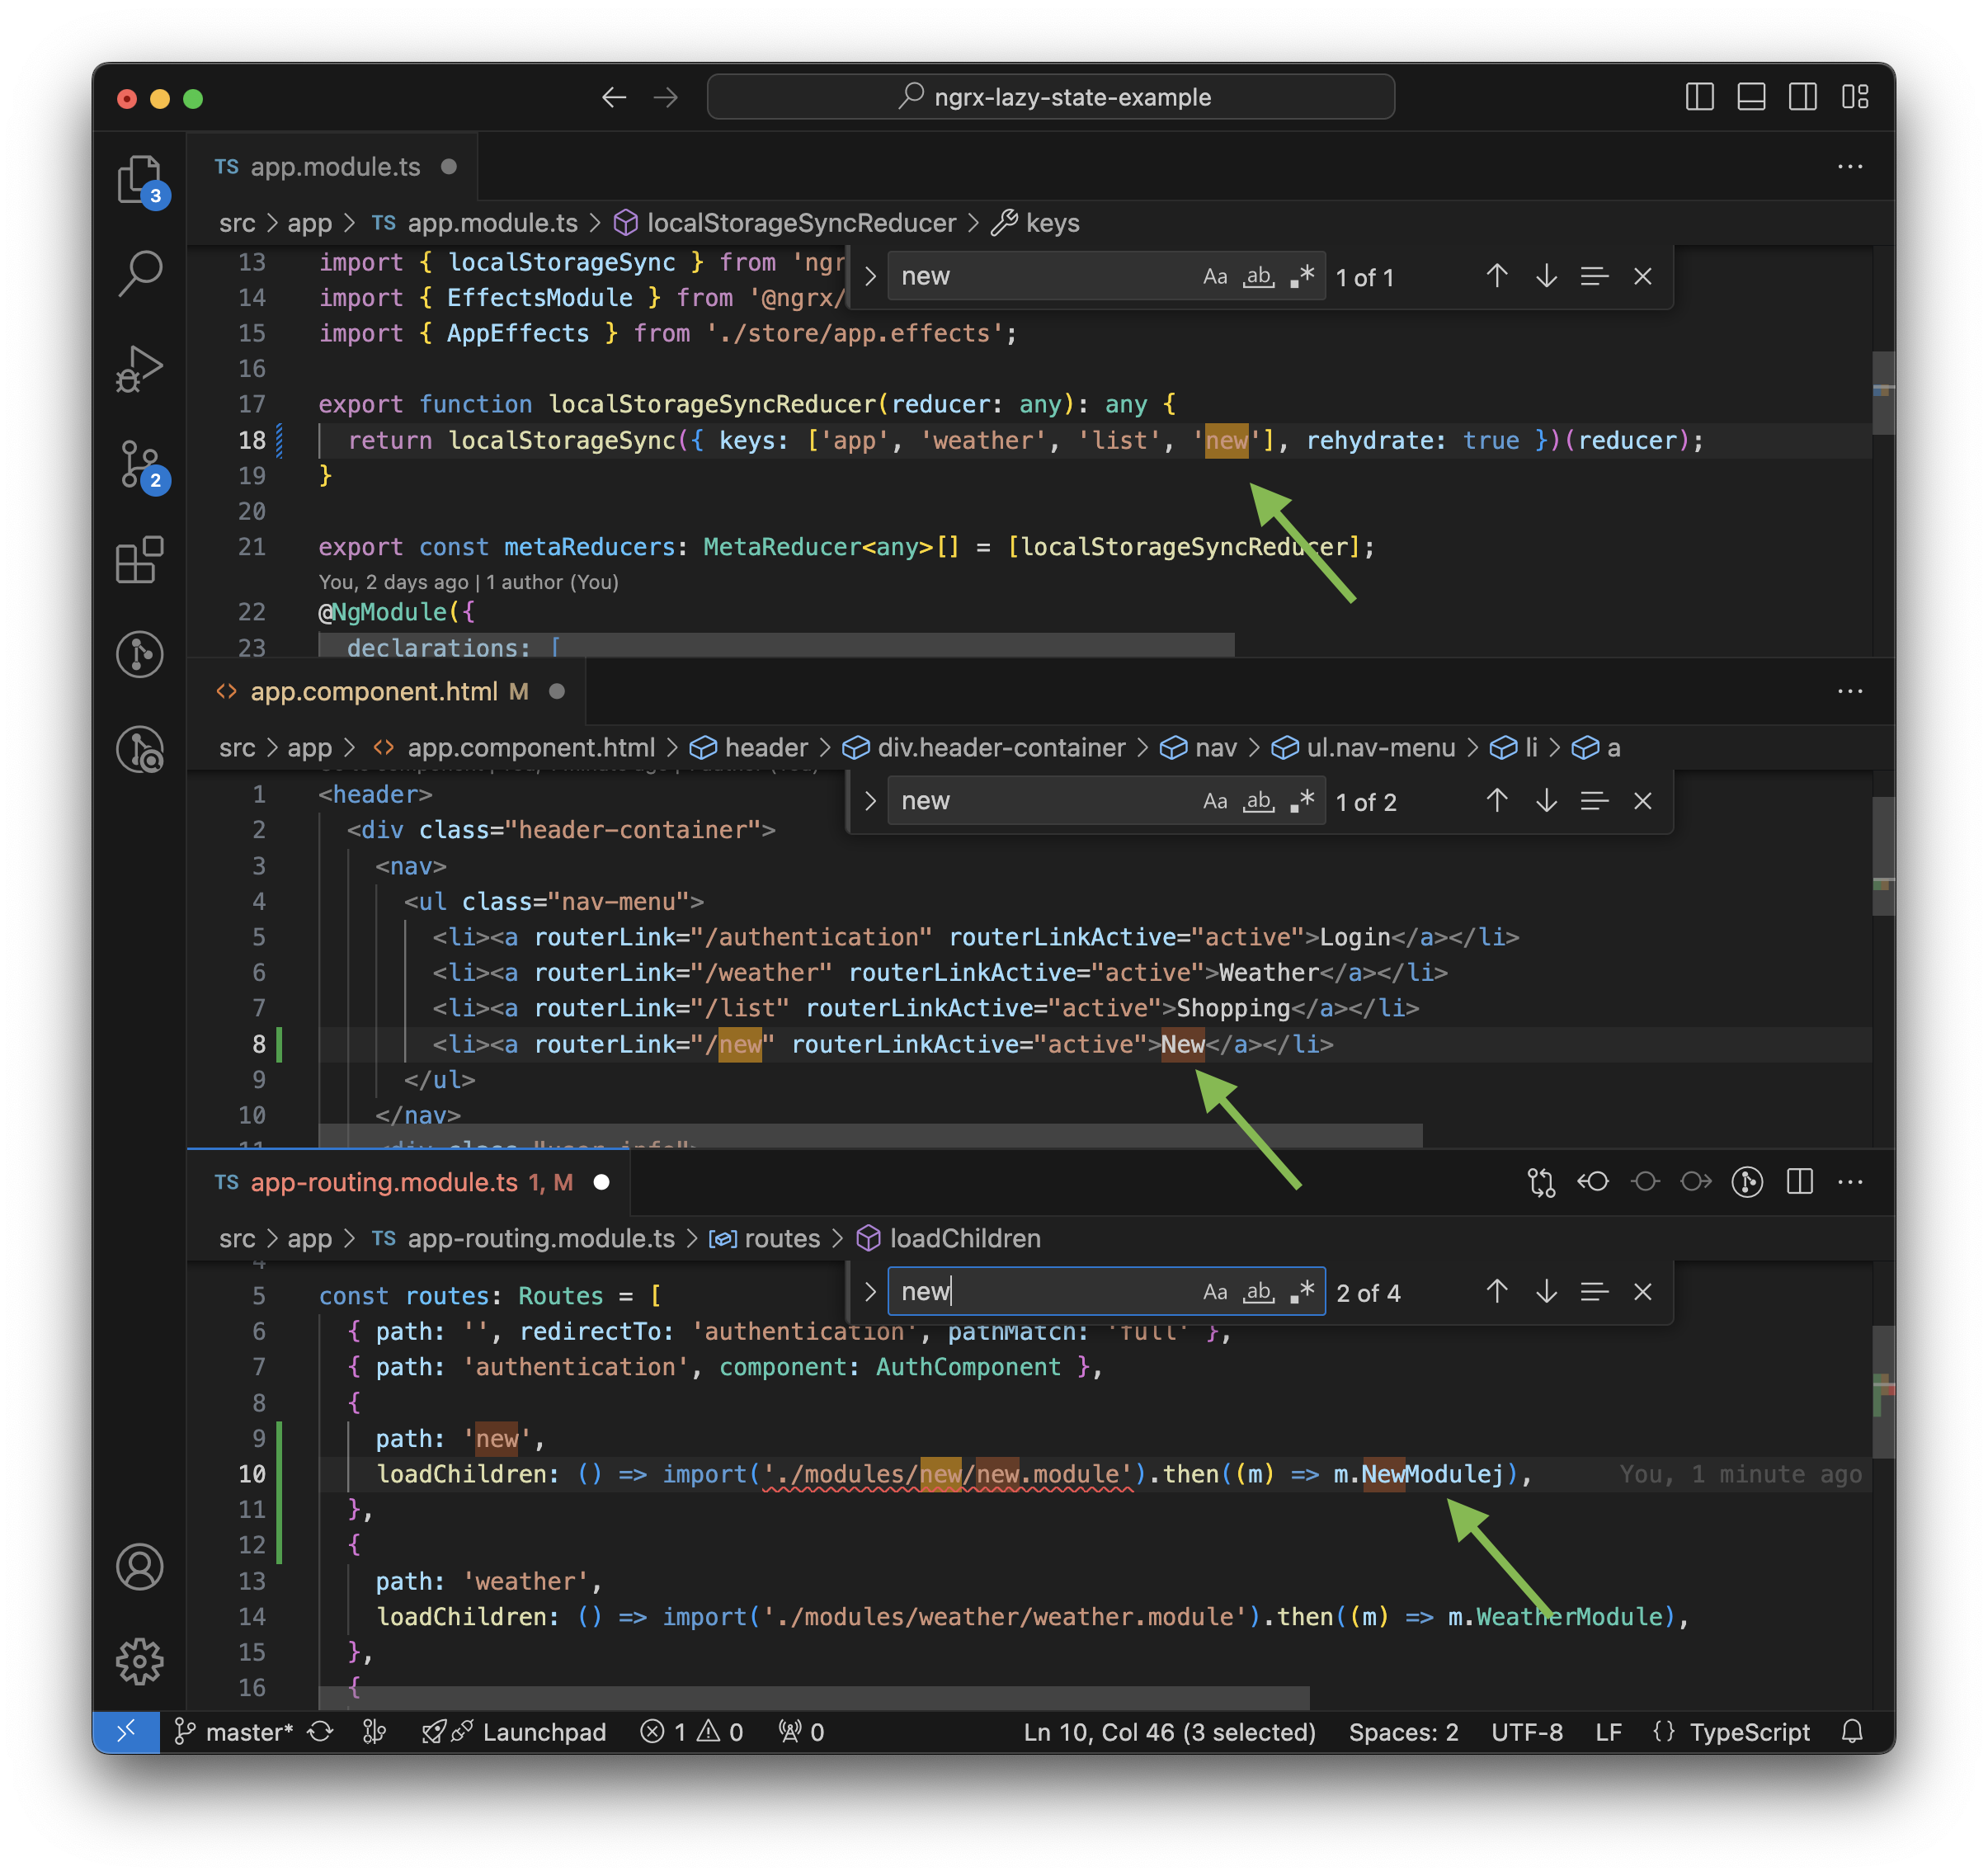 ngrx-lazy-state-example
TS app.module.ts
src > app > TS app.module.ts > localStorageSyncReducer > keys
3
2
new Aa ab .* 1 of 1
13 import { localStorageSync } from 'ngr
14 import { EffectsModule } from '@ngrx/
15 import { AppEffects } from './store/app.effects';
16
17 export function localStorageSyncReducer(reducer: any): any {
18 return localStorageSync({ keys: ['app', 'weather', 'list', 'new'], rehydrate: true })(reducer);
19 }
20
21 export const metaReducers: MetaReducer<any>[] = [localStorageSyncReducer];
You, 2 days ago | 1 author (You)
22 @NgModule({
23 declarations: [
<> app.component.html M
src > app > <> app.component.html > header > div.header-container > nav > ul.nav-menu > li > a
new Aa ab .* 1 of 2
1 <header>
2 <div class="header-container">
3 <nav>
4 <ul class="nav-menu">
5 <li><a routerLink="/authentication" routerLinkActive="active">Login</a></li>
6 <li><a routerLink="/weather" routerLinkActive="active">Weather</a></li>
7 <li><a routerLink="/list" routerLinkActive="active">Shopping</a></li>
8 <li><a routerLink="/new" routerLinkActive="active">New</a></li>
9 </ul>
10 </nav>
11 <div class="user-info">
TS app-routing.module.ts 1, M
src > app > TS app-routing.module.ts > routes > loadChildren
new Aa ab .* 2 of 4
4
5 const routes: Routes = [
6 { path: '', redirectTo: 'authentication', pathMatch: 'full' },
7 { path: 'authentication', component: AuthComponent },
8 {
9 path: 'new',
10 loadChildren: () => import('./modules/new/new.module').then((m) => m.NewModulej), You, 1 minute ago
11 },
12 {
13 path: 'weather',
14 loadChildren: () => import('./modules/weather/weather.module').then((m) => m.WeatherModule),
15 },
16 {
master* Launchpad 1 0 0 Ln 10, Col 46 (3 selected) Spaces: 2 UTF-8 LF {} TypeScript